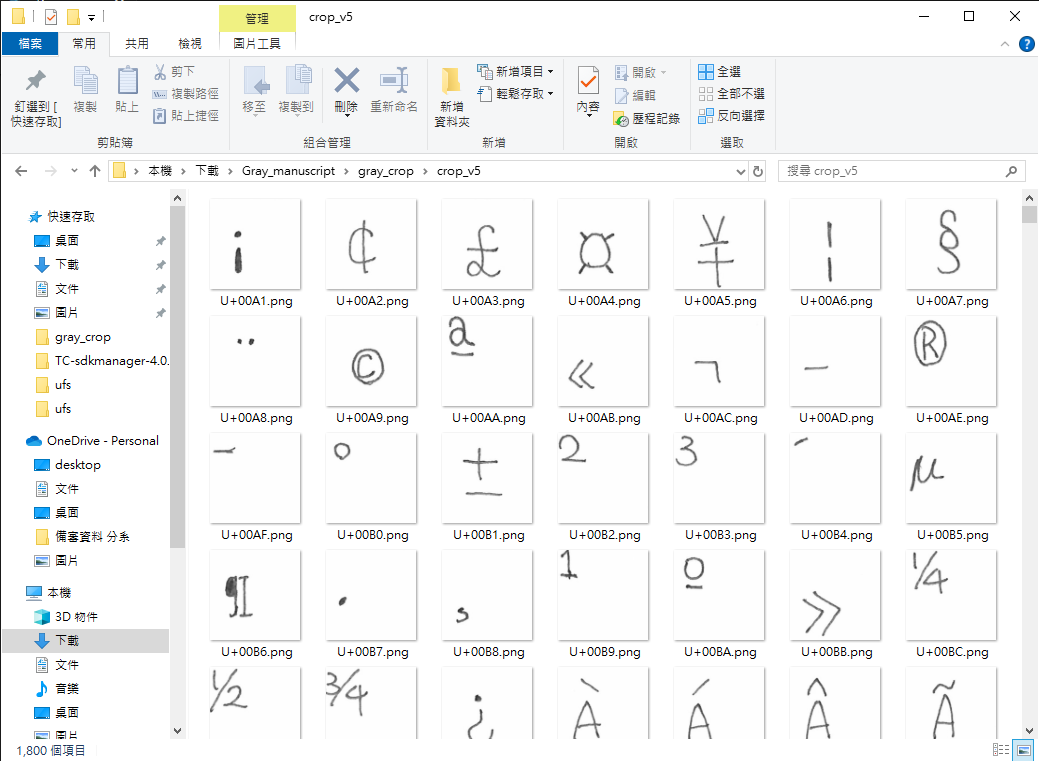 管理
crop_v5
檔案
常用
共用
檢視
圖片工具
釘選到 [
快速存取]
複製
貼上
剪下
複製路徑
貼上捷徑
剪貼簿
移至
複製到
刪除
重新命名
組合管理
新增
資料夾
新增項目
輕鬆存取
新增
內容
開啟
編輯
歷程記錄
開啟
全選
全部不選
反向選擇
選取
本機 › 下載 › Gray_manuscript › gray_crop › crop_v5
搜尋 crop_v5
快速存取
桌面
下載
文件
圖片
gray_crop
TC-sdkmanager-4.0.
ufs
ufs
OneDrive - Personal
desktop
文件
桌面
備審資料 分系
圖片
本機
3D 物件
下載
文件
音樂
桌面
圖片
¡ ¢ £ ¤ ¥ ¦ §
U+00A1.png U+00A2.png U+00A3.png U+00A4.png U+00A5.png U+00A6.png U+00A7.png
¨ © ª « ¬ - ®
U+00A8.png U+00A9.png U+00AA.png U+00AB.png U+00AC.png U+00AD.png U+00AE.png
¯ ° ± ² ³ ´ µ
U+00AF.png U+00B0.png U+00B1.png U+00B2.png U+00B3.png U+00B4.png U+00B5.png
¶ · ¸ ¹ º » ¼
U+00B6.png U+00B7.png U+00B8.png U+00B9.png U+00BA.png U+00BB.png U+00BC.png
½ ¾ ¿ À Á Â Ã
1,800 個項目